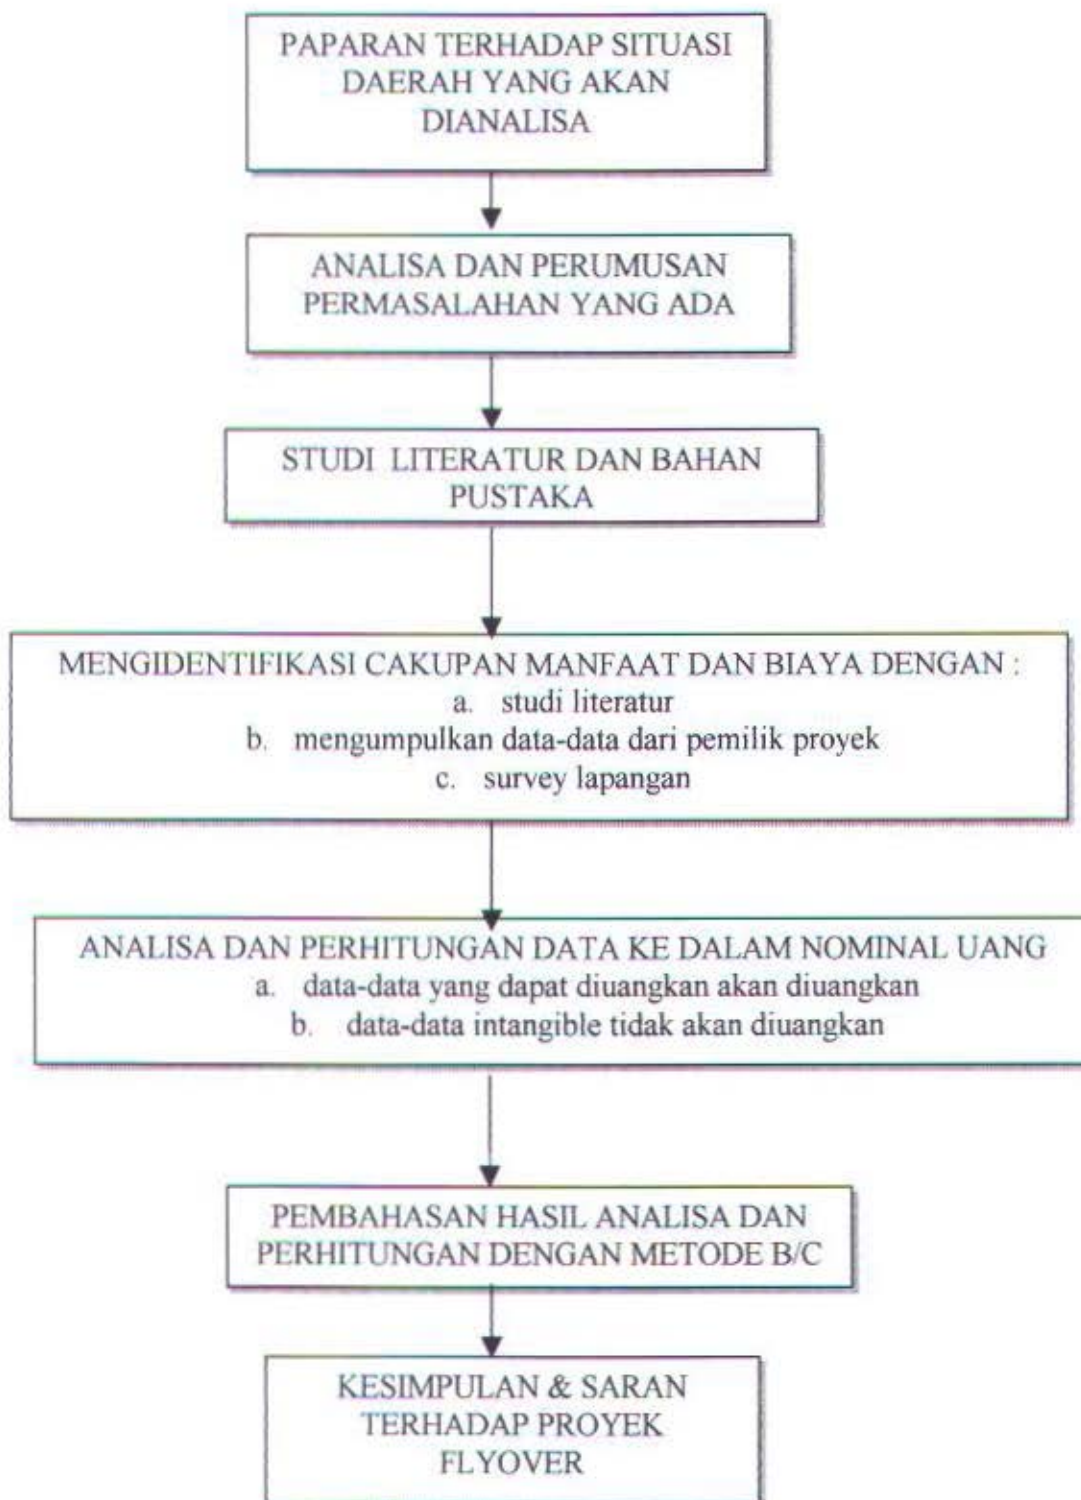 PAPARAN TERHADAP SITUASI
DAERAH YANG AKAN
DIANALISA
ANALISA DAN PERUMUSAN
PERMASALAHAN YANG ADA
STUDI LITERATUR DAN BAHAN
PUSTAKA
MENGIDENTIFIKASI CAKUPAN MANFAAT DAN BIAYA DENGAN :
a. studi literatur
b. mengumpulkan data-data dari pemilik proyek
c. survey lapangan
ANALISA DAN PERHITUNGAN DATA KE DALAM NOMINAL UANG
a. data-data yang dapat diuangkan akan diuangkan
b. data-data intangible tidak akan diuangkan
PEMBAHASAN HASIL ANALISA DAN
PERHITUNGAN DENGAN METODE B/C
KESIMPULAN & SARAN
TERHADAP PROYEK
FLYOVER